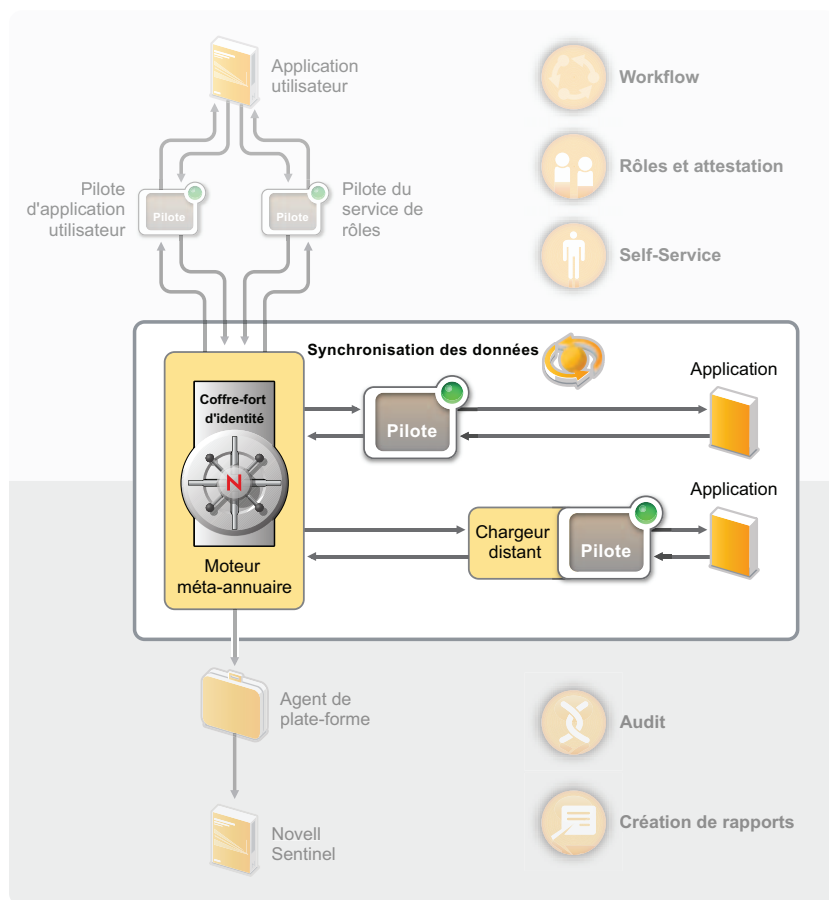 Application
utilisateur
Workflow
Rôles et attestation
Pilote
d'application
utilisateur
Pilote
Pilote
Pilote du
service de
rôles
Self-Service
Synchronisation des données
Application
Coffre-fort
d'identité
Pilote
N
Application
Chargeur
distant
Pilote
Moteur
méta-annuaire
Agent de
plate-forme
Audit
Novell
Sentinel
Création de rapports